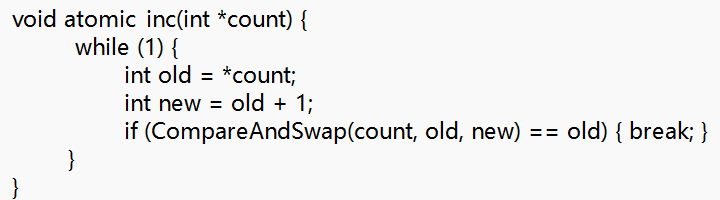 void atomic inc(int *count) {
while (1) {
int old = *count;
int new = old + 1;
if (CompareAndSwap(count, old, new) == old) { break; }
}
}